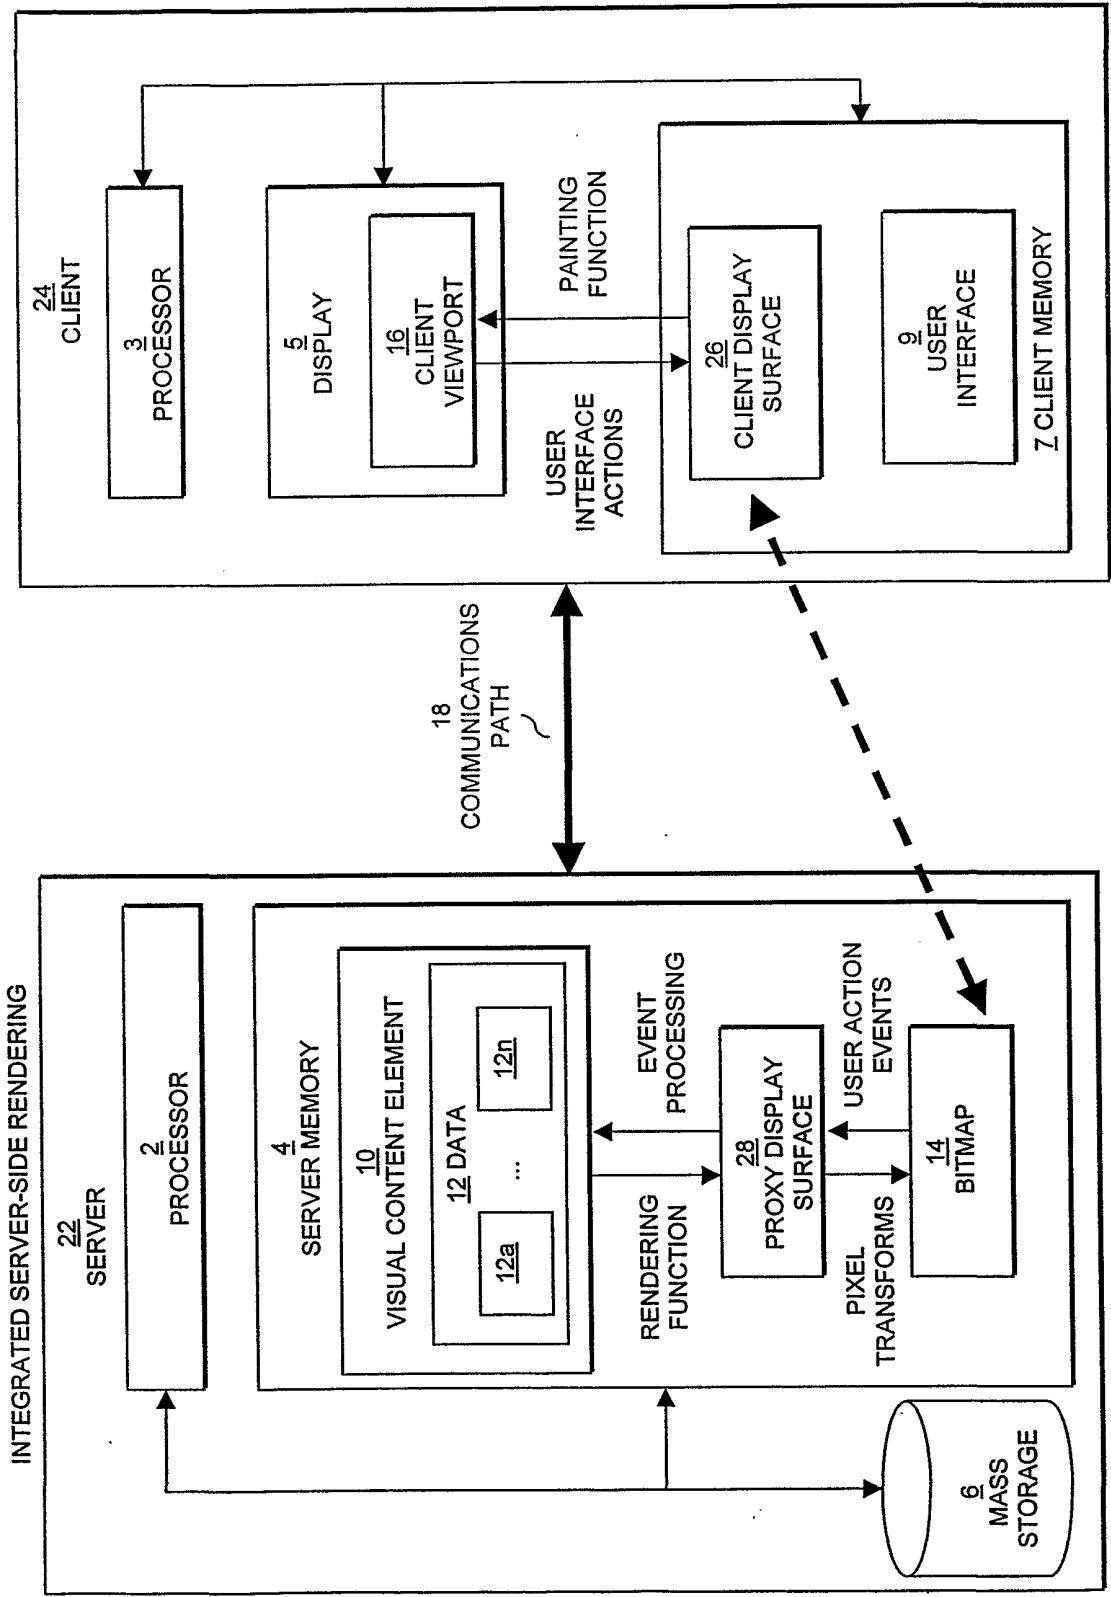 INTEGRATED SERVER-SIDE RENDERING
22
SERVER
2
PROCESSOR
4
SERVER MEMORY
10
VISUAL CONTENT ELEMENT
12 DATA
12a
...
12n
RENDERING
FUNCTION
EVENT
PROCESSING
28
PROXY DISPLAY
SURFACE
PIXEL
TRANSFORMS
USER ACTION
EVENTS
14
BITMAP
6
MASS
STORAGE
18
COMMUNICATIONS
PATH
24
CLIENT
3
PROCESSOR
5
DISPLAY
16
CLIENT
VIEWPORT
USER
INTERFACE
ACTIONS
PAINTING
FUNCTION
26
CLIENT DISPLAY
SURFACE
9
USER
INTERFACE
7 CLIENT MEMORY